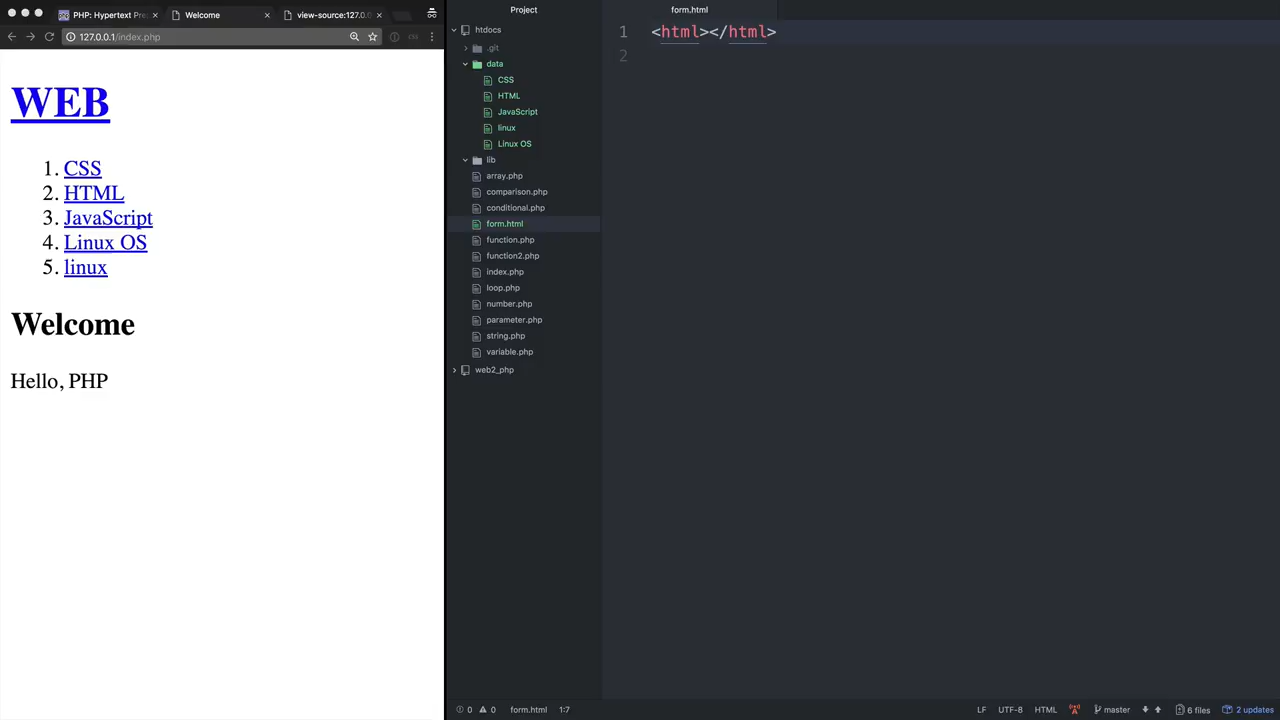 PHP: Hypertext Pre
Welcome
view-source:127.0.
127.0.0.1/index.php
WEB
1. CSS
2. HTML
3. JavaScript
4. Linux OS
5. linux
Welcome
Hello, PHP
Project
htdocs
.git
data
CSS
HTML
JavaScript
linux
Linux OS
lib
array.php
comparison.php
conditional.php
form.html
function.php
function2.php
index.php
loop.php
number.php
parameter.php
string.php
variable.php
web2_php
form.html
1 <html></html>
2
0 0 form.html 1:7
LF UTF-8 HTML master 6 files 2 updates